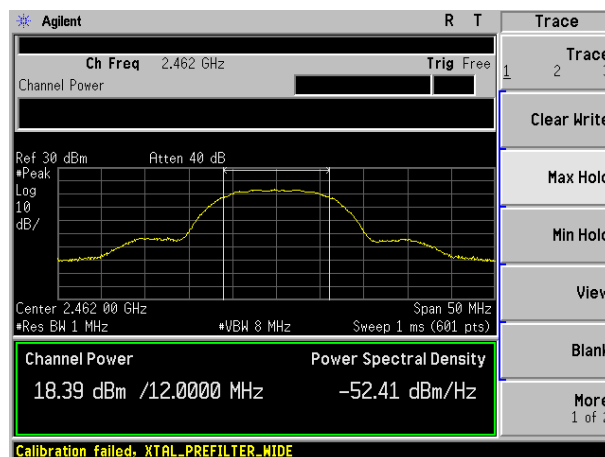 Agilent R T Trace
Ch Freq 2.462 GHz Trig Free
Channel Power
Trace
1 2 3
Clear Write
Max Hold
Min Hold
View
Blank
More
1 of 2
Ref 30 dBm Atten 40 dB
#Peak
Log
10
dB/
Center 2.462 00 GHz Span 50 MHz
#Res BW 1 MHz #VBW 8 MHz Sweep 1 ms (601 pts)
Channel Power Power Spectral Density
18.39 dBm /12.0000 MHz -52.41 dBm/Hz
Calibration failed, XTAL_PREFILTER_WIDE